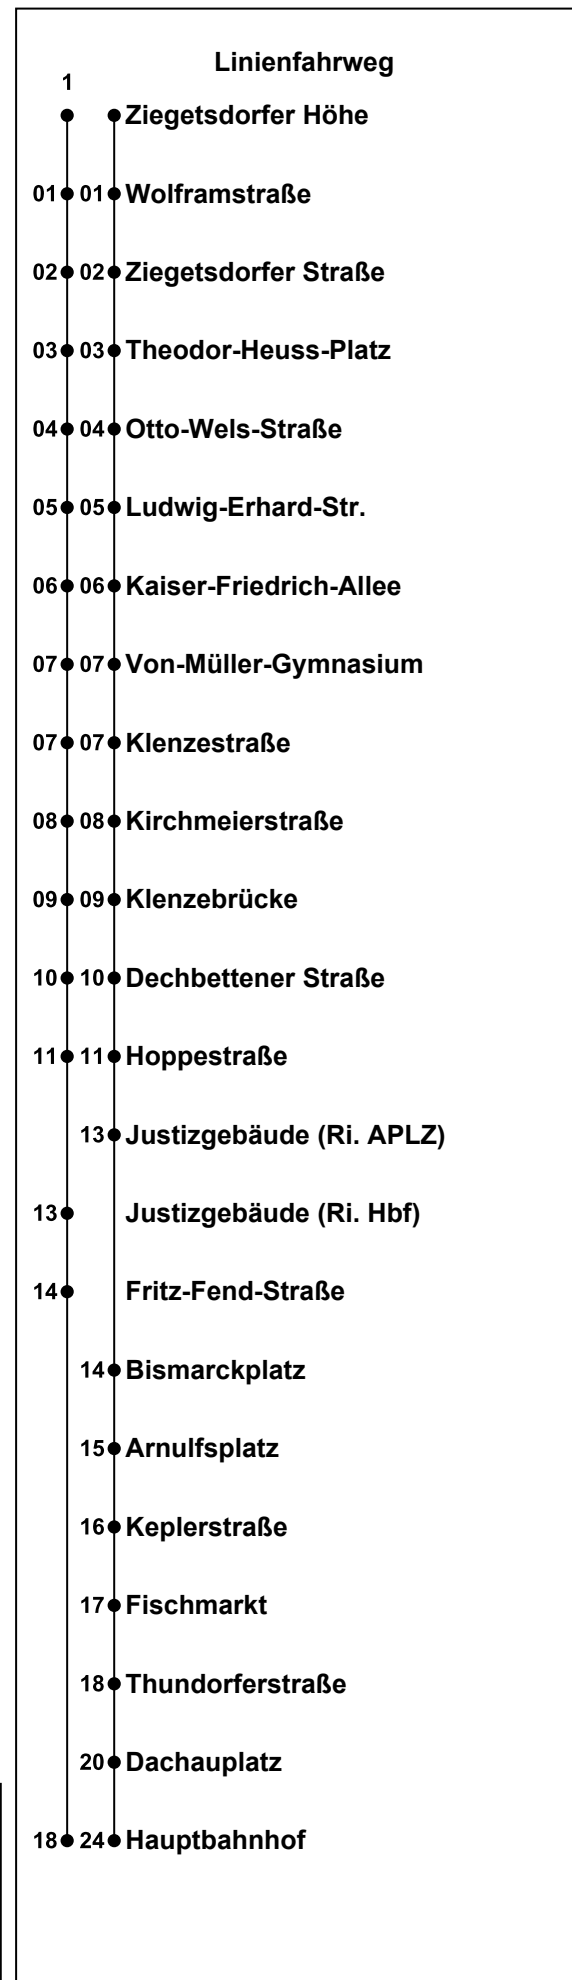 Linienfahrweg
1
Ziegetsdorfer Höhe
01 01 Wolframstraße
02 02 Ziegetsdorfer Straße
03 03 Theodor-Heuss-Platz
04 04 Otto-Wels-Straße
05 05 Ludwig-Erhard-Str.
06 06 Kaiser-Friedrich-Allee
07 07 Von-Müller-Gymnasium
07 07 Klenzestraße
08 08 Kirchmeierstraße
09 09 Klenzebrücke
10 10 Dechbettener Straße
11 11 Hoppestraße
13 Justizgebäude (Ri. APLZ)
13 Justizgebäude (Ri. Hbf)
14 Fritz-Fend-Straße
14 Bismarckplatz
15 Arnulfsplatz
16 Keplerstraße
17 Fischmarkt
18 Thundorferstraße
20 Dachauplatz
18 24 Hauptbahnhof